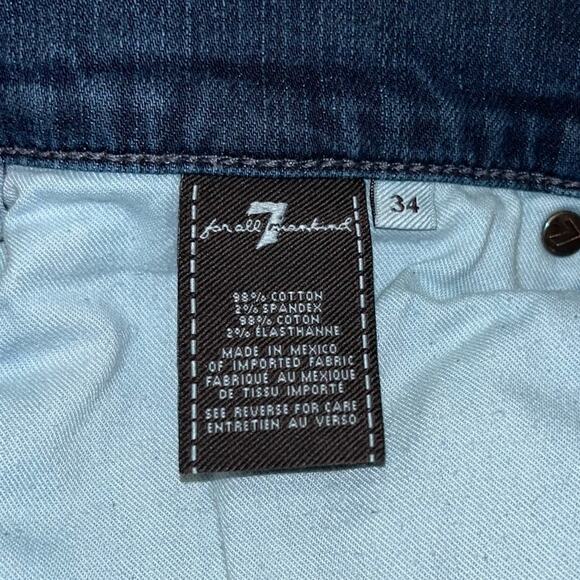 7
for all mankind
34
98% COTTON
2% SPANDEX
98% COTON
2% ÉLASTHANNE
MADE IN MEXICO
OF IMPORTED FABRIC
FABRIQUÉ AU MEXIQUE
DE TISSU IMPORTÉ
SEE REVERSE FOR CARE
ENTRETIEN AU VERSO